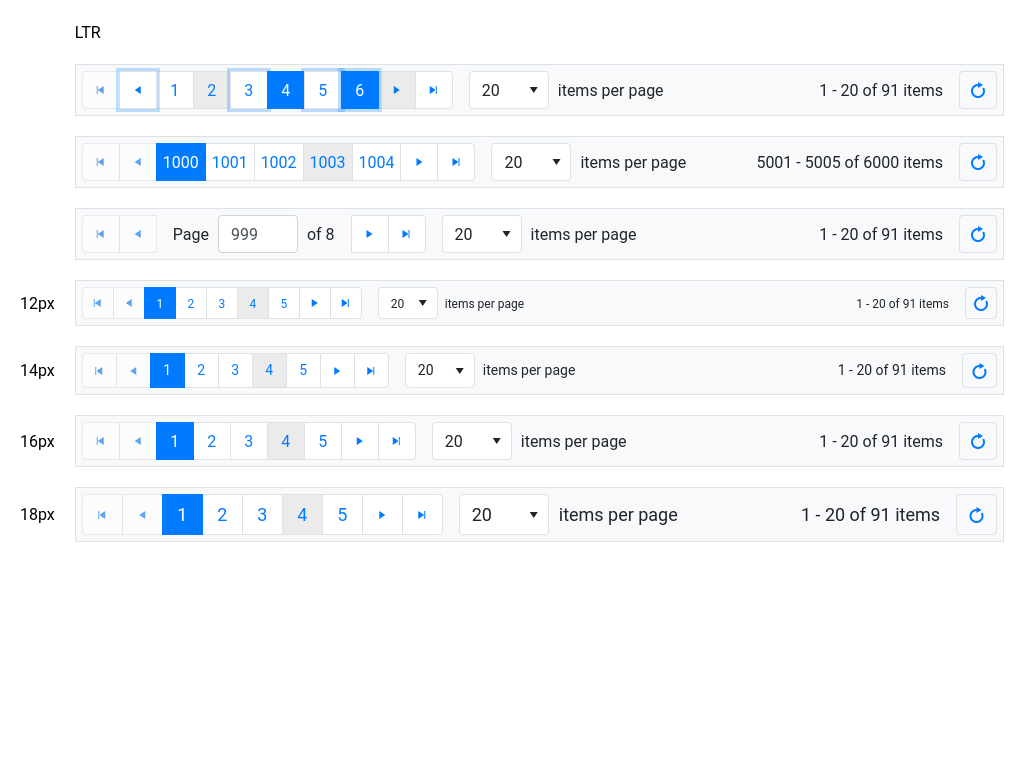 LTR
1 2 3 4 5 6 20 items per page 1 - 20 of 91 items
1000 1001 1002 1003 1004 20 items per page 5001 - 5005 of 6000 items
Page 999 of 8 20 items per page 1 - 20 of 91 items
12px 1 2 3 4 5 20 items per page 1 - 20 of 91 items
14px 1 2 3 4 5 20 items per page 1 - 20 of 91 items
16px 1 2 3 4 5 20 items per page 1 - 20 of 91 items
18px 1 2 3 4 5 20 items per page 1 - 20 of 91 items